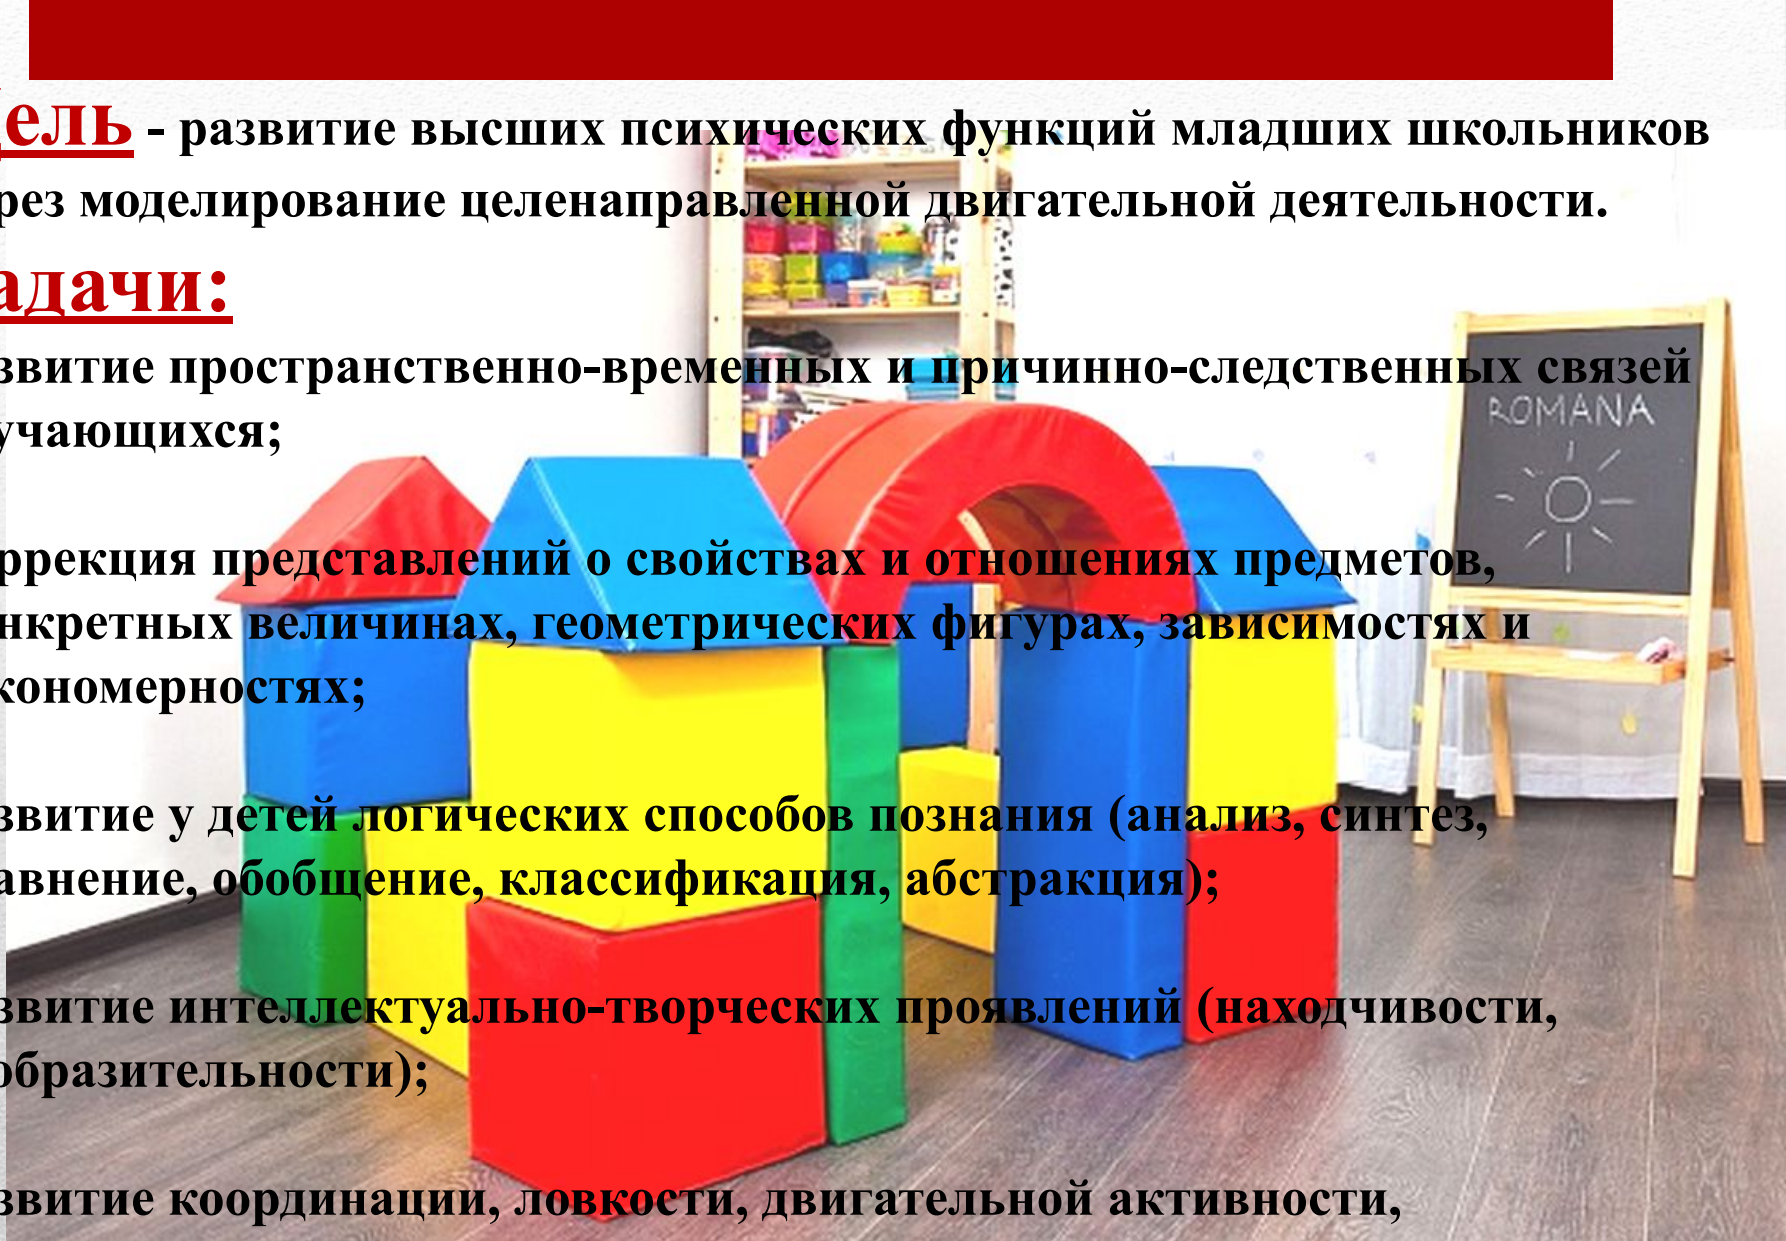 ель - развитие высших психических функций младших школьников
рез моделирование целенаправленной двигательной деятельности.
адачи:
звитие пространственно-временных и причинно-следственных связей
учающихся;
ROMANA
ррекция представлений о свойствах и отношениях предметов,
нкретных величинах, геометрических фигурах, зависимостях и
кономерностях;
звитие у детей логических способов познания (анализ, синтез,
авнение, обобщение, классификация, абстракция);
звитие интеллектуально-творческих проявлений (находчивости,
образительности);
звитие координации, ловкости, двигательной активности,